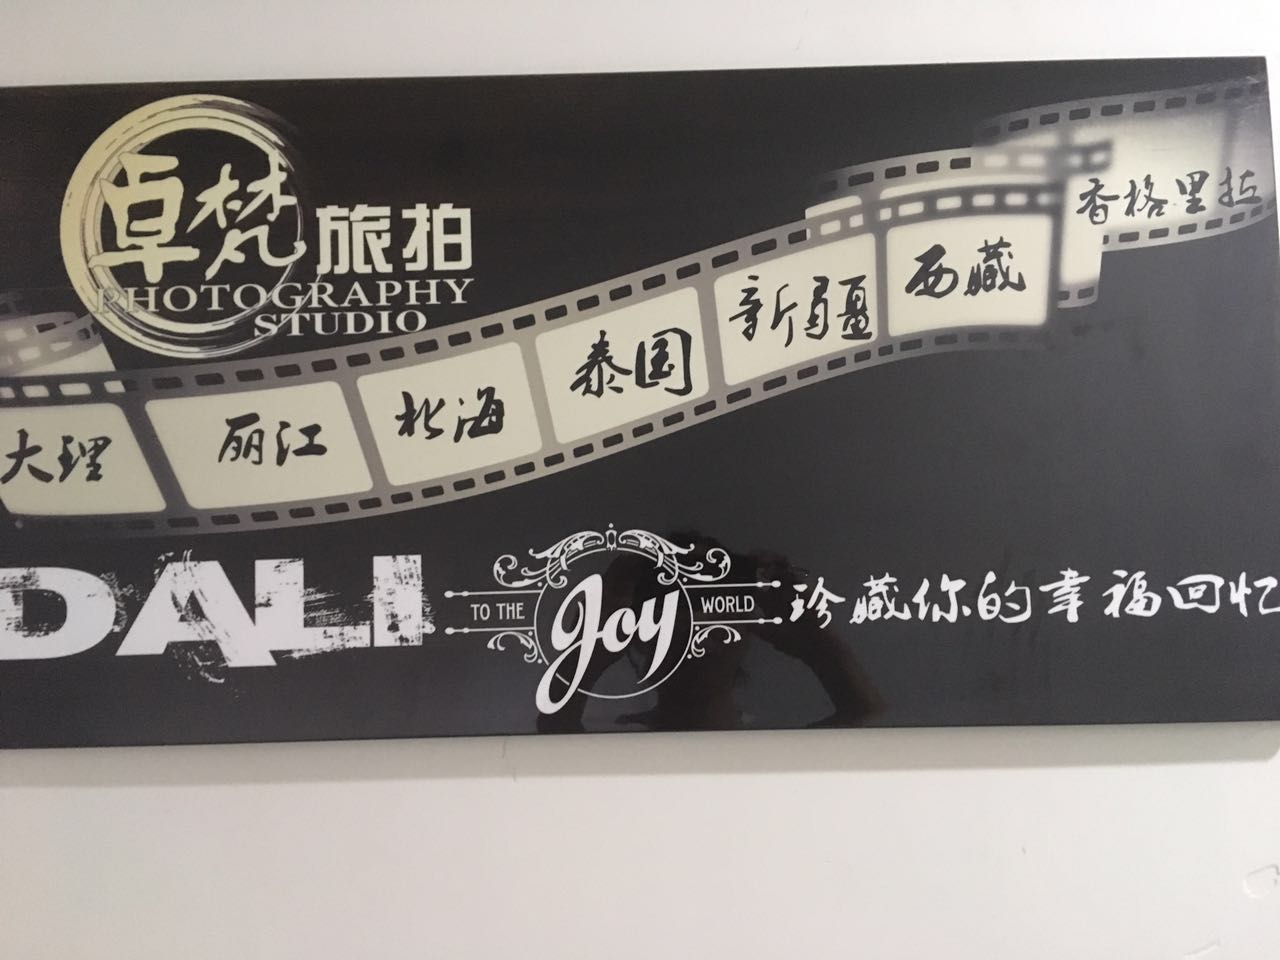 卓梵旅拍
PHOTOGRAPHY
STUDIO
大理
丽江
北海
泰国
新疆
西藏
香格里拉
DALI
TO THE Joy WORLD
珍藏你的幸福回忆